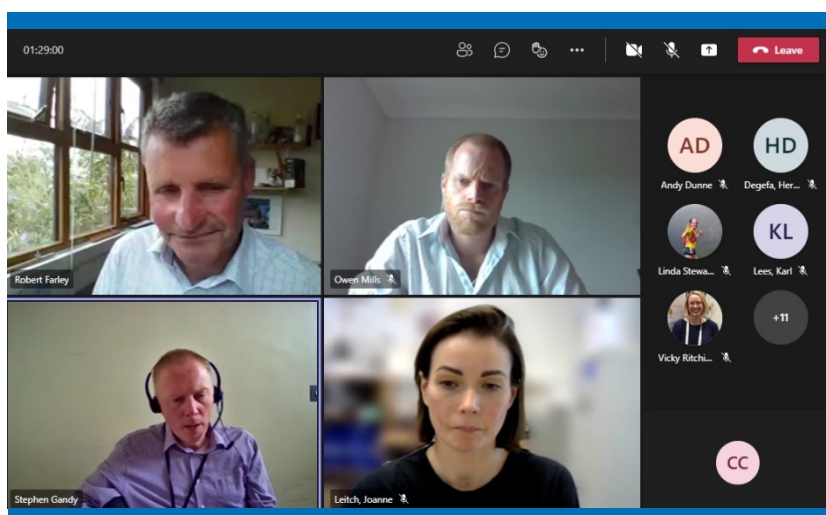 01:29:00
Leave
Robert Farley
Owen Mills
Stephen Gandy
Leitch, Joanne
AD
HD
Andy Dunne
Degefa, Her...
KL
Linda Stewa...
Lees, Karl
+11
Vicky Ritchi...
CC